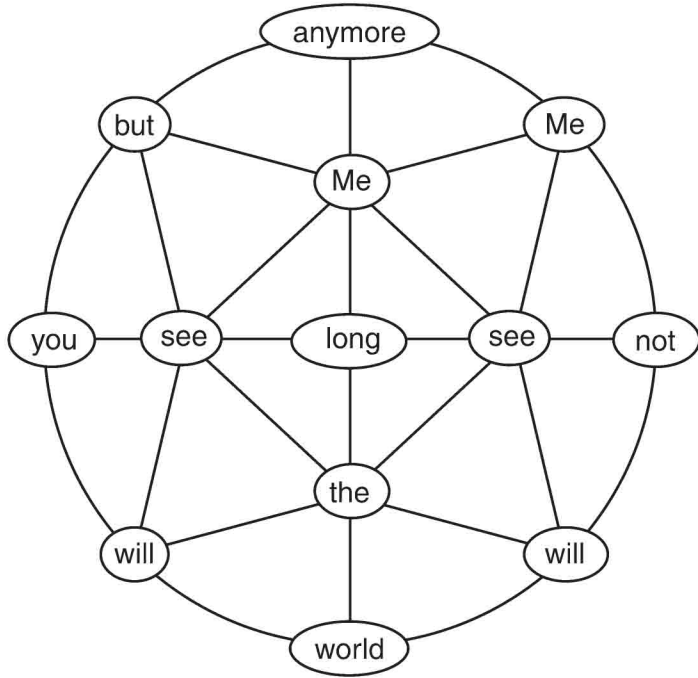 anymore
but Me
Me
you see long see not
the
will will
world